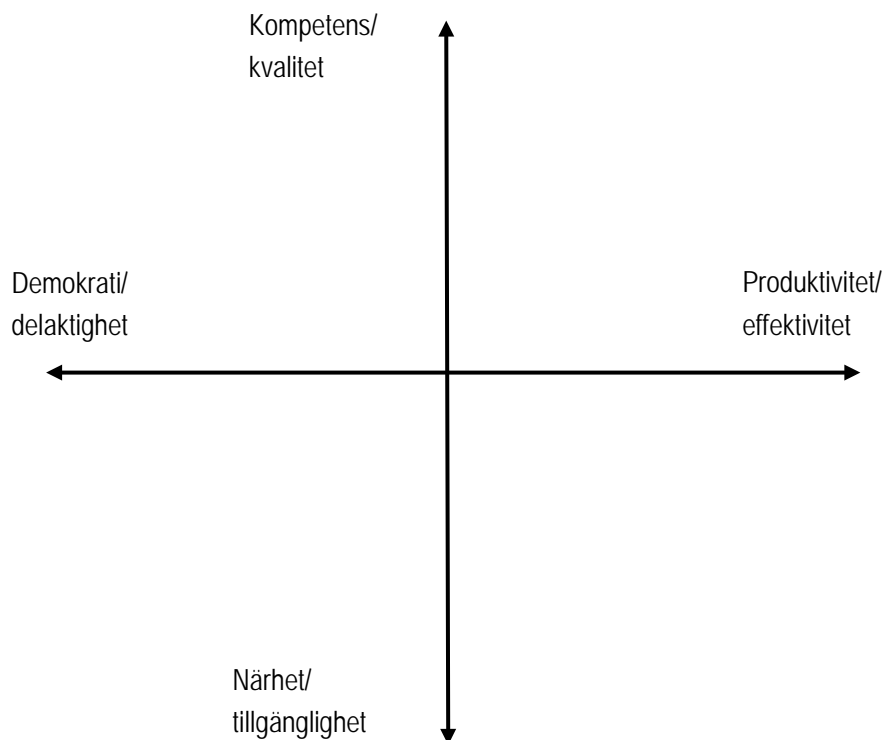 Kompetens/
kvalitet
Demokrati/
delaktighet
Produktivitet/
effektivitet
Närhet/
tillgänglighet